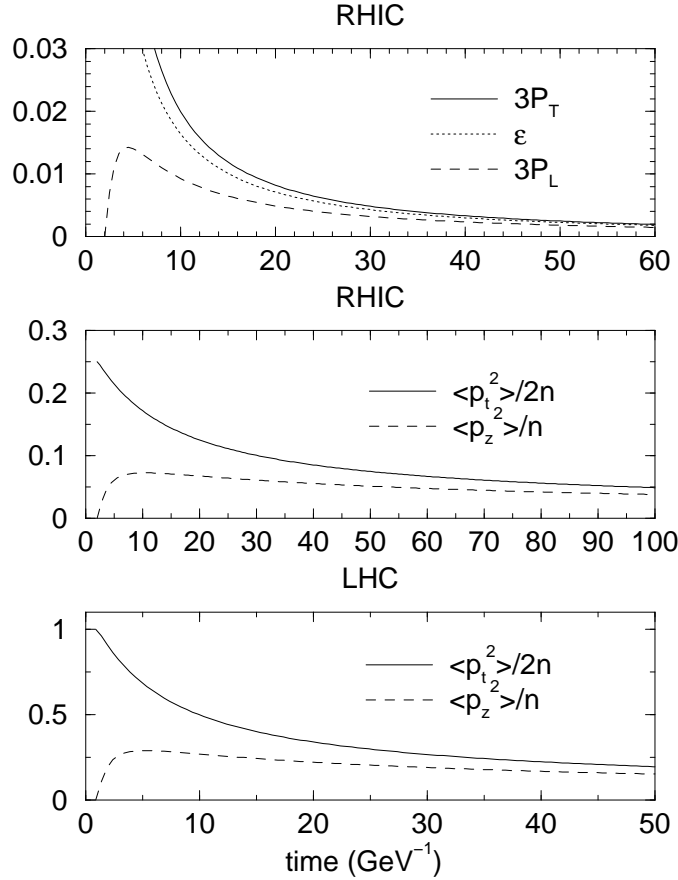 RHIC
0.03
0.02
0.01
0
3P_T
ε
3P_L
0 10 20 30 40 50 60
RHIC
0.3
0.2
0.1
0
<p_t^2>/2n
<p_z^2>/n
0 10 20 30 40 50 60 70 80 90 100
LHC
1
0.5
0
<p_t^2>/2n
<p_z^2>/n
0 10 20 30 40 50
time (GeV^−1)